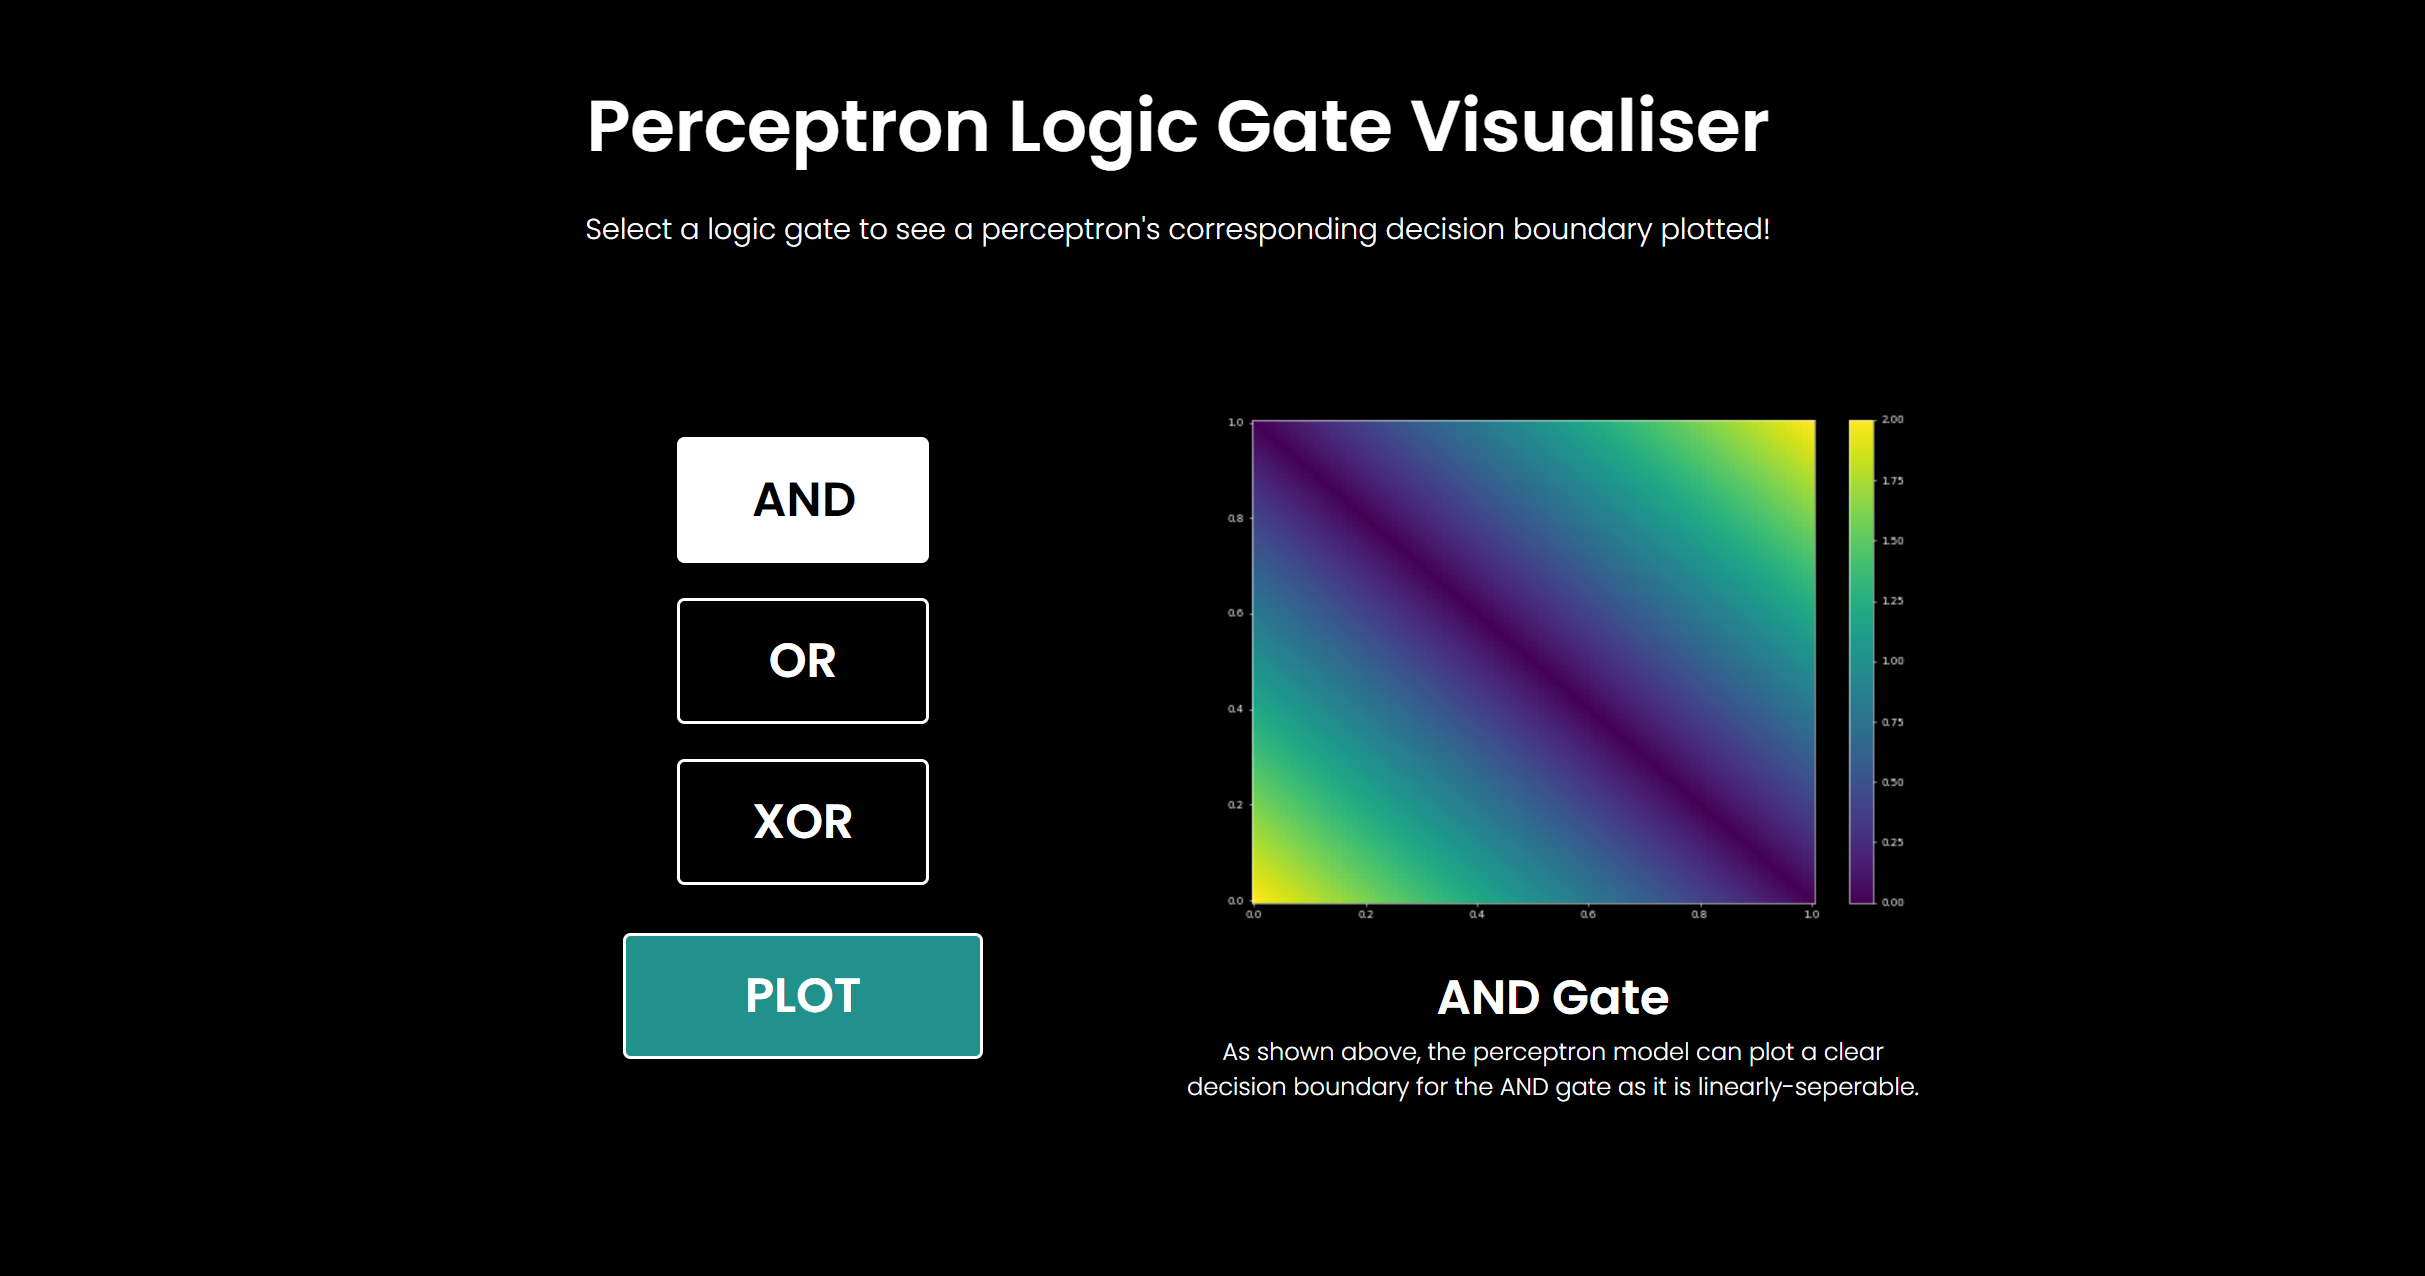 Perceptron Logic Gate Visualiser
Select a logic gate to see a perceptron's corresponding decision boundary plotted!
AND
OR
XOR
PLOT
1.0
0.8
0.6
0.4
0.2
0.0
0.0 0.2 0.4 0.6 0.8 1.0
2.00
1.75
1.50
1.25
1.00
0.75
0.50
0.25
0.00
AND Gate
As shown above, the perceptron model can plot a clear
decision boundary for the AND gate as it is linearly-seperable.